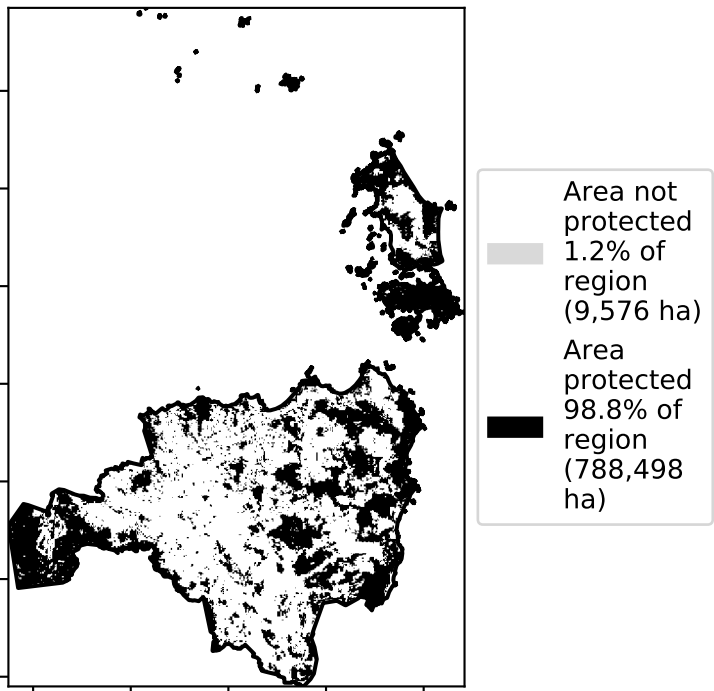 Area not
protected
1.2% of
region
(9,576 ha)
Area
protected
98.8% of
region
(788,498
ha)